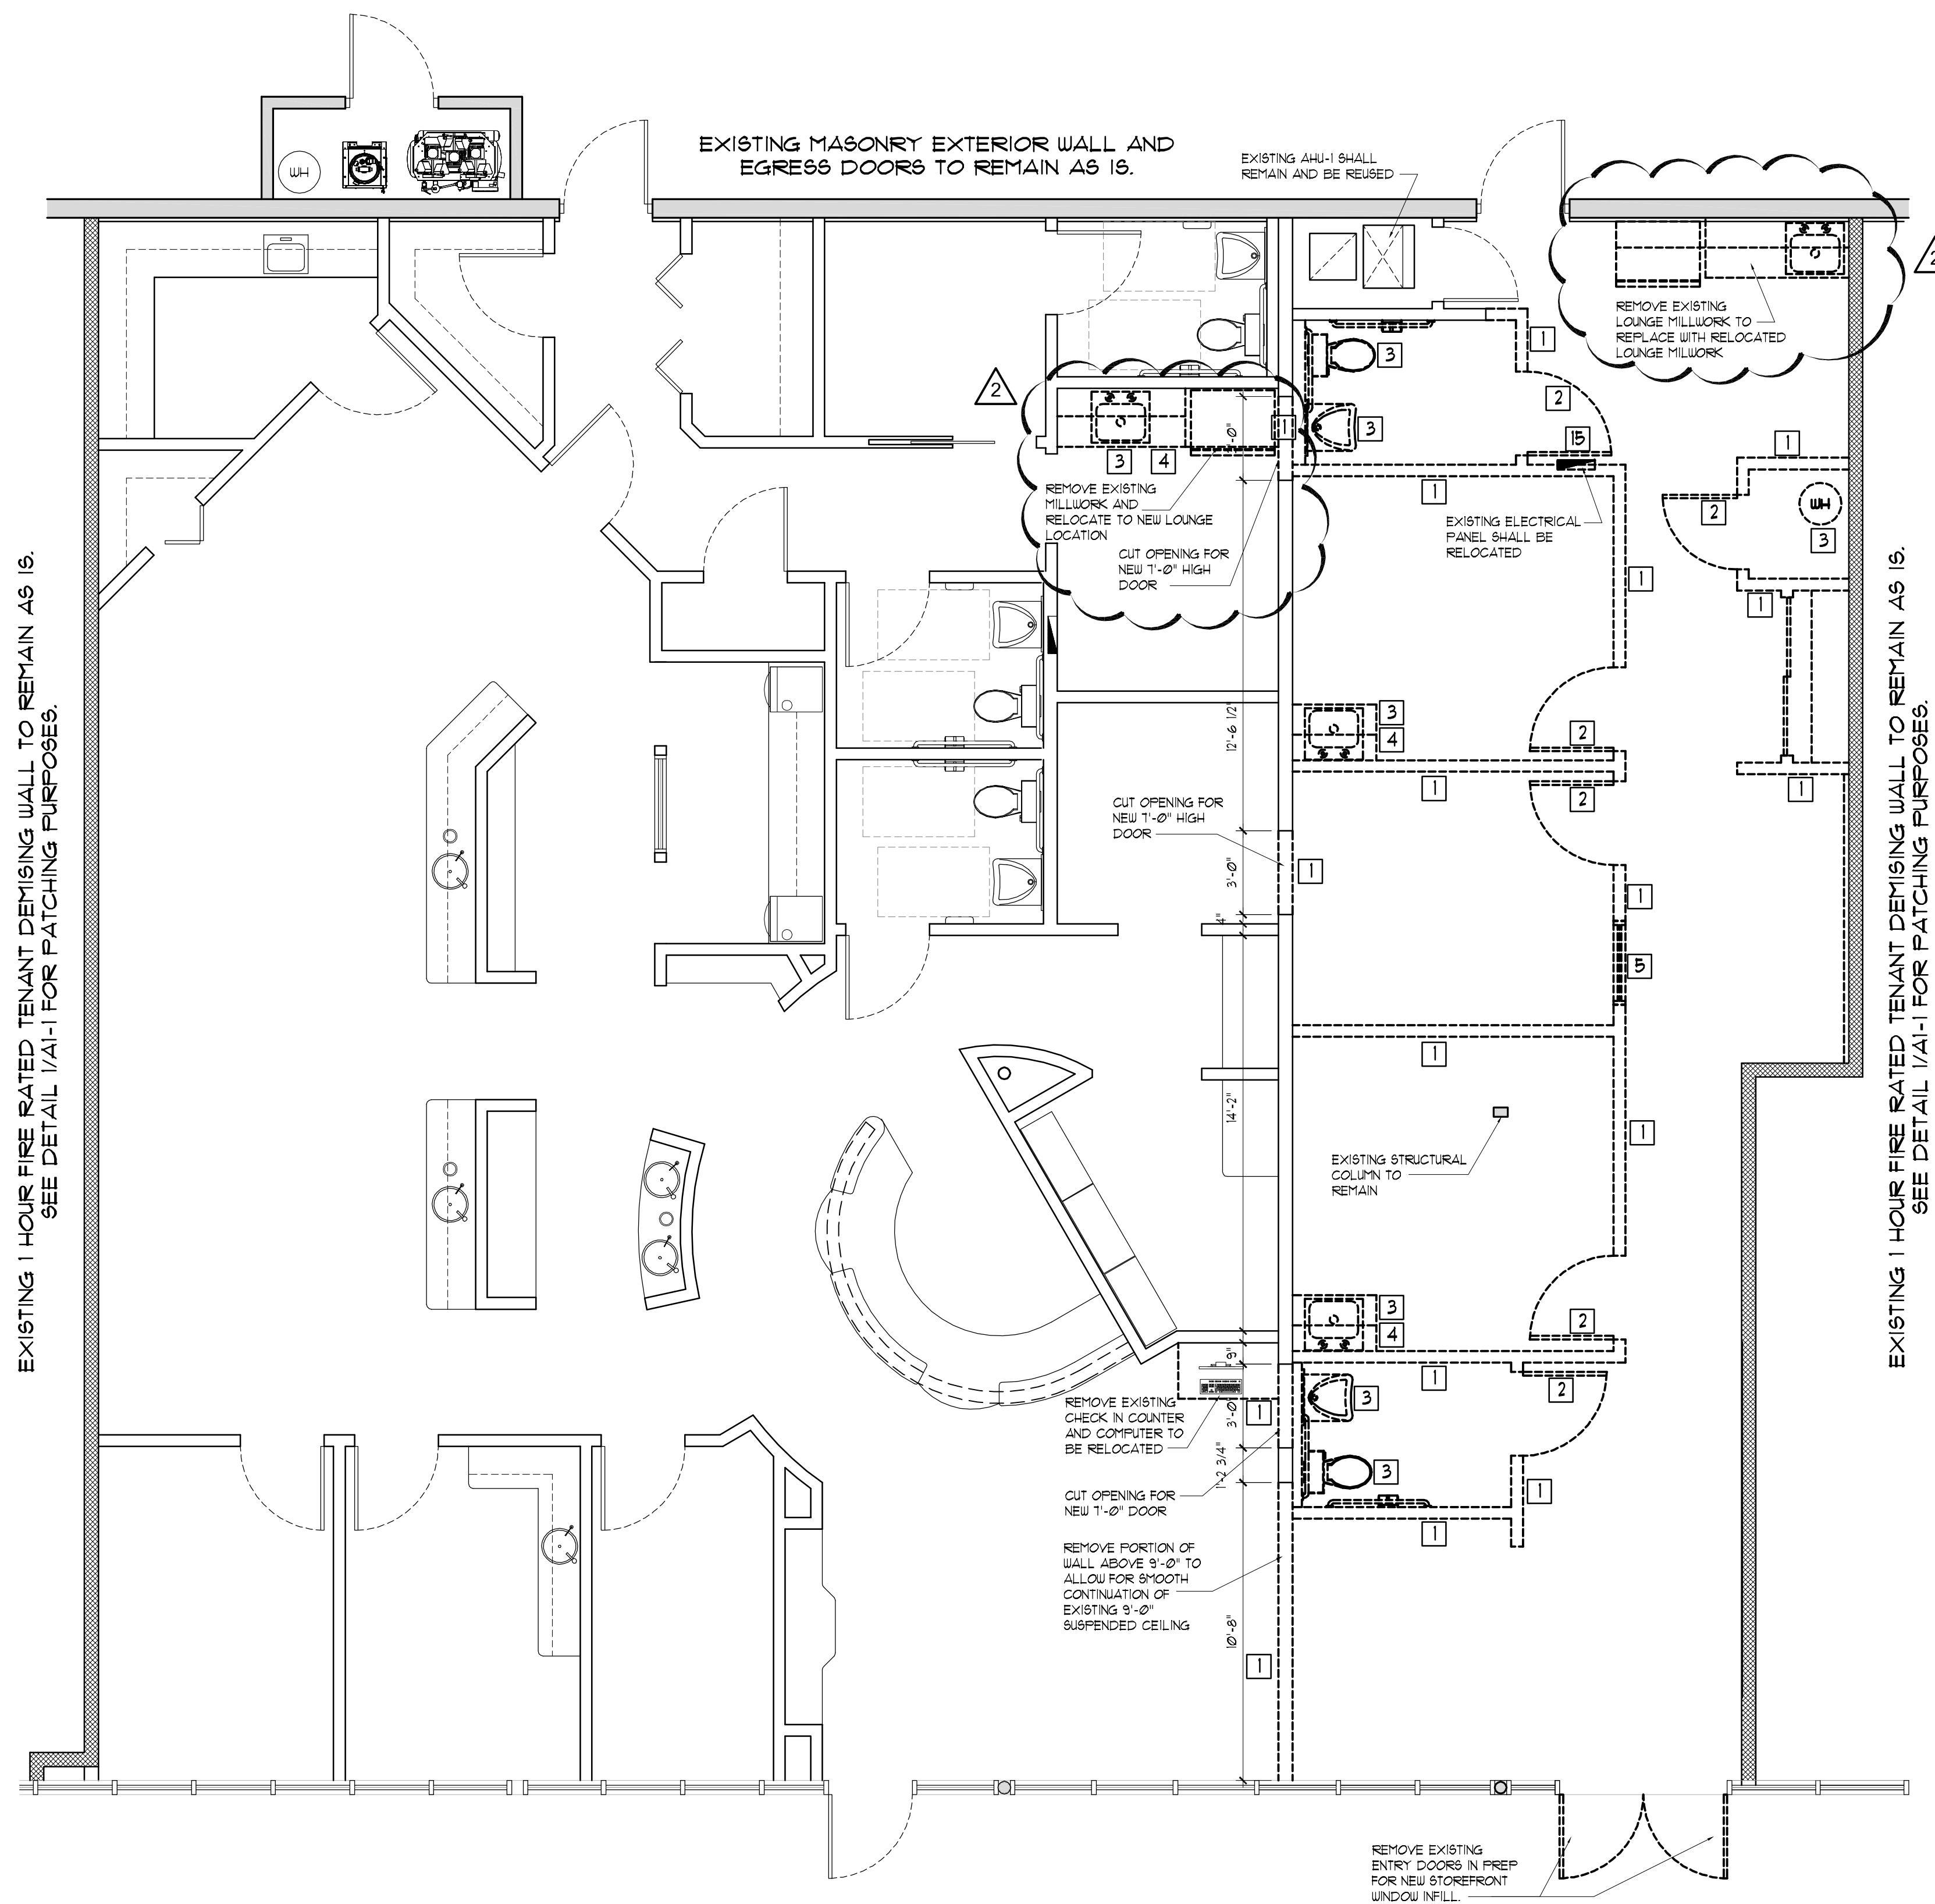 EXISTING MASONRY EXTERIOR WALL AND
EGRESS DOORS TO REMAIN AS IS.
EXISTING AHU-1 SHALL
REMAIN AND BE REUSED
WH
2
REMOVE EXISTING
LOUNGE MILLWORK TO
REPLACE WITH RELOCATED
LOUNGE MILWORK
1
3
2
2
1
3
15
1
3
4
REMOVE EXISTING
MILLWORK AND
RELOCATE TO NEW LOUNGE
LOCATION
1
EXISTING ELECTRICAL
PANEL SHALL BE
RELOCATED
2
WH
3
CUT OPENING FOR
NEW 7'-0" HIGH
DOOR
1
1
EXISTING 1 HOUR FIRE RATED TENANT DEMISING WALL TO REMAIN AS IS.
SEE DETAIL 1/A1-1 FOR PATCHING PURPOSES.
EXISTING 1 HOUR FIRE RATED TENANT DEMISING WALL TO REMAIN AS IS.
SEE DETAIL 1/A1-1 FOR PATCHING PURPOSES.
12'-6 1/2"
3
4
2
1
2
1
CUT OPENING FOR
NEW 7'-0" HIGH
DOOR
3'-0"
1
1
4"
5
1
14'-2"
1
EXISTING STRUCTURAL
COLUMN TO
REMAIN
3
4
2
9"
1
2
REMOVE EXISTING
CHECK IN COUNTER
AND COMPUTER TO
BE RELOCATED
1
3'-0"
3
1'-2 3/4"
3
1
CUT OPENING FOR
NEW 7'-0" DOOR
1
REMOVE PORTION OF
WALL ABOVE 9'-0" TO
ALLOW FOR SMOOTH
CONTINUATION OF
EXISTING 9'-0"
SUSPENDED CEILING
10'-8"
1
REMOVE EXISTING
ENTRY DOORS IN PREP
FOR NEW STOREFRONT
WINDOW INFILL.